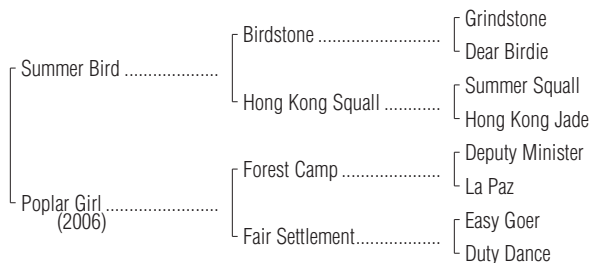 Grindstone
Birdstone ........................
Dear Birdie
Summer Bird ...................
Summer Squall
Hong Kong Squall ...........
Hong Kong Jade
Deputy Minister
Forest Camp ...................
La Paz
Poplar Girl ......................
(2006)
Easy Goer
Fair Settlement.................
Duty Dance